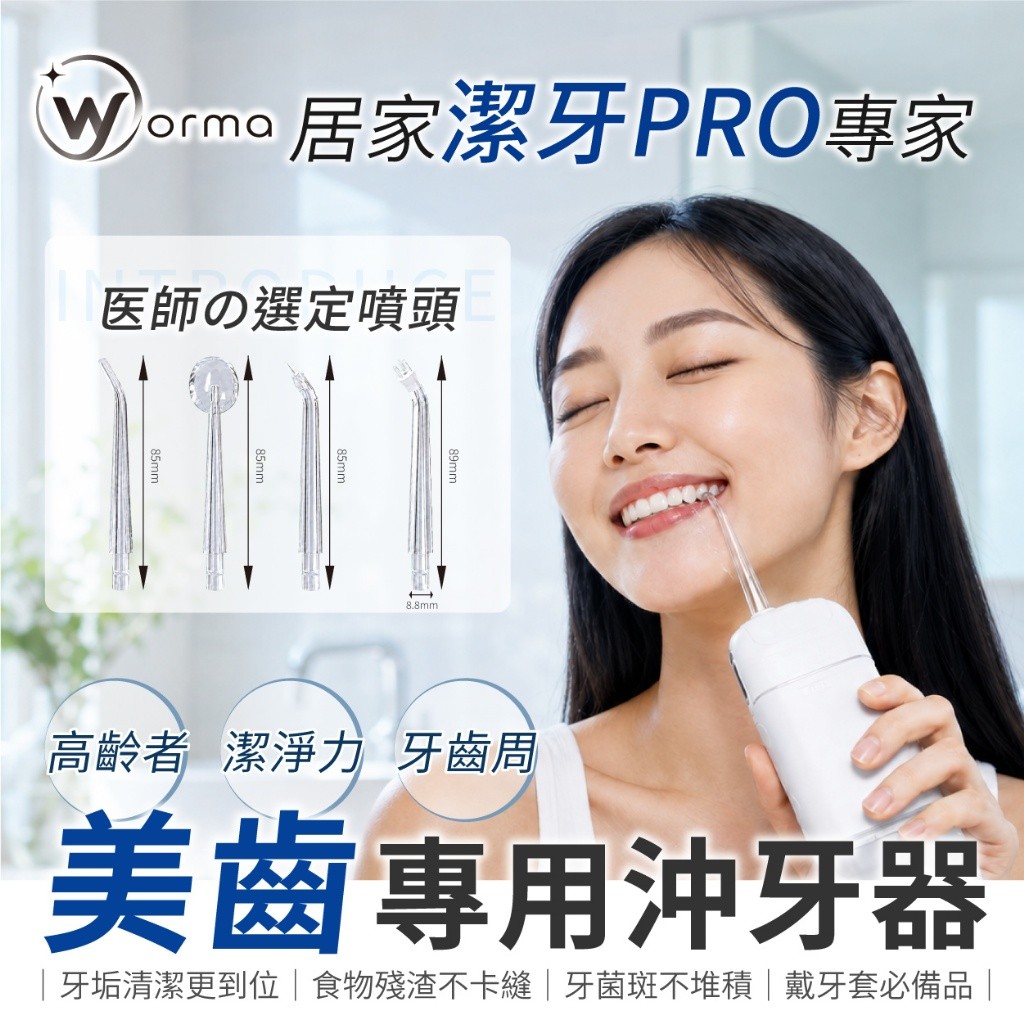 Worma 居家潔牙PRO專家
INTRODUCE
医師の選定噴頭
85mm 85mm 85mm 89mm
8.8mm
高齡者 潔淨力 牙齒周
美齒專用沖牙器
|牙垢清潔更到位|食物殘渣不卡縫|牙菌斑不堆積|戴牙套必備品|